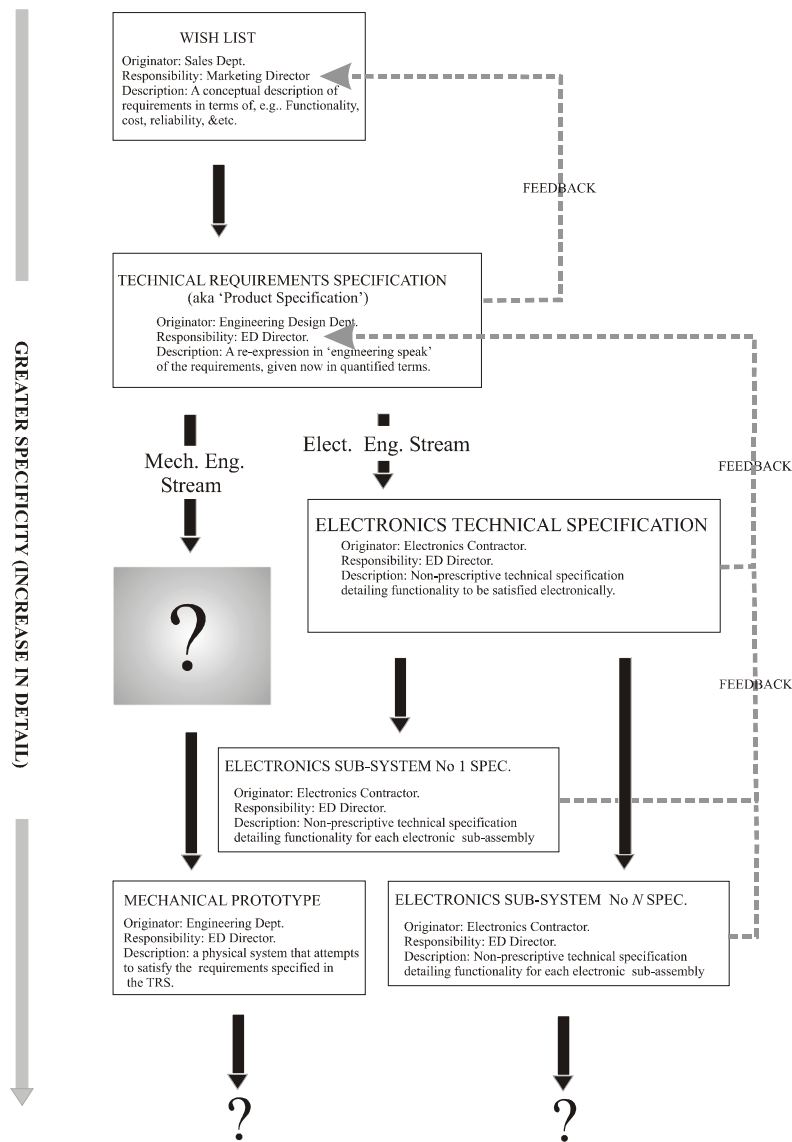 WISH LIST
Originator: Sales Dept.
Responsibility: Marketing Director
Description: A conceptual description of
requirements in terms of, e.g.. Functionality,
cost, reliability, &etc.
FEEDBACK
TECHNICAL REQUIREMENTS SPECIFICATION
(aka ‘Product Specification’)
Originator: Engineering Design Dept.
Responsibility: ED Director.
Description: A re-expression in ‘engineering speak’
of the requirements, given now in quantified terms.
GREATER SPECIFICITY (INCREASE IN DETAIL)
Mech. Eng.
Stream
Elect. Eng. Stream
FEEDBACK
ELECTRONICS TECHNICAL SPECIFICATION
Originator: Electronics Contractor.
Responsibility: ED Director.
Description: Non-prescriptive technical specification
detailing functionality to be satisfied electronically.
?
FEEDBACK
ELECTRONICS SUB-SYSTEM No 1 SPEC.
Originator: Electronics Contractor.
Responsibility: ED Director.
Description: Non-prescriptive technical specification
detailing functionality for each electronic sub-assembly
MECHANICAL PROTOTYPE
Originator: Engineering Dept.
Responsibility: ED Director.
Description: a physical system that attempts
to satisfy the requirements specified in
the TRS.
ELECTRONICS SUB-SYSTEM No N SPEC.
Originator: Electronics Contractor.
Responsibility: ED Director.
Description: Non-prescriptive technical specification
detailing functionality for each electronic sub-assembly
?
?